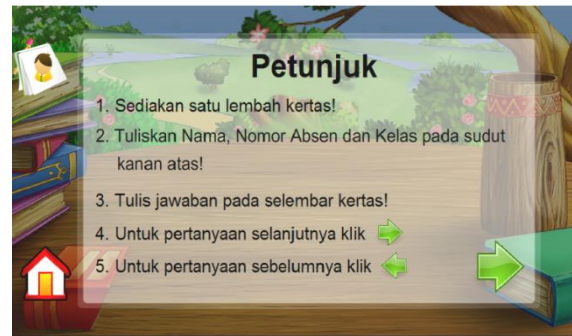 Petunjuk
1. Sediakan satu lembah kertas!
2. Tuliskan Nama, Nomor Absen dan Kelas pada sudut
kanan atas!
3. Tulis jawaban pada selembar kertas!
4. Untuk pertanyaan selanjutnya klik
5. Untuk pertanyaan sebelumnya klik